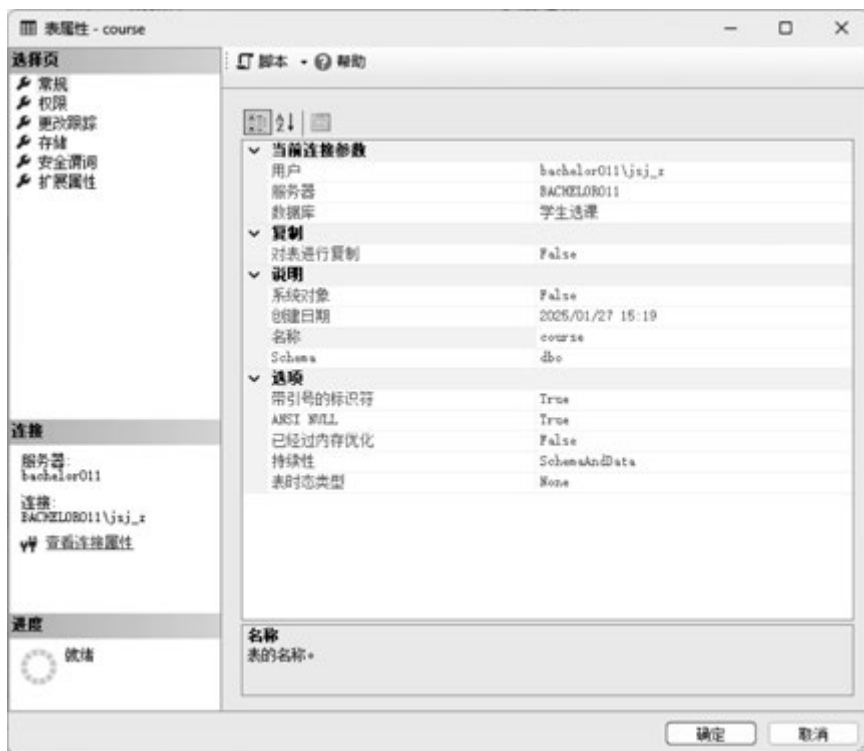 表属性 - course
选择页
常规
权限
更改跟踪
存储
安全谓词
扩展属性
脚本
帮助
当前连接参数
用户 bachelor011\jsj_z
服务器 BACHELOR011
数据库 学生选课
复制
对表进行复制 False
说明
系统对象 False
创建日期 2025/01/27 15:19
名称 course
Schema dbo
选项
带引号的标识符 True
ANSI NULL True
已经过内存优化 False
持续性 SchemaAndData
表时态类型 None
连接
服务器:
bachelor011
连接:
BACHELOR011\jsj_z
查看连接属性
进度
就绪
名称
表的名称。
确定
取消